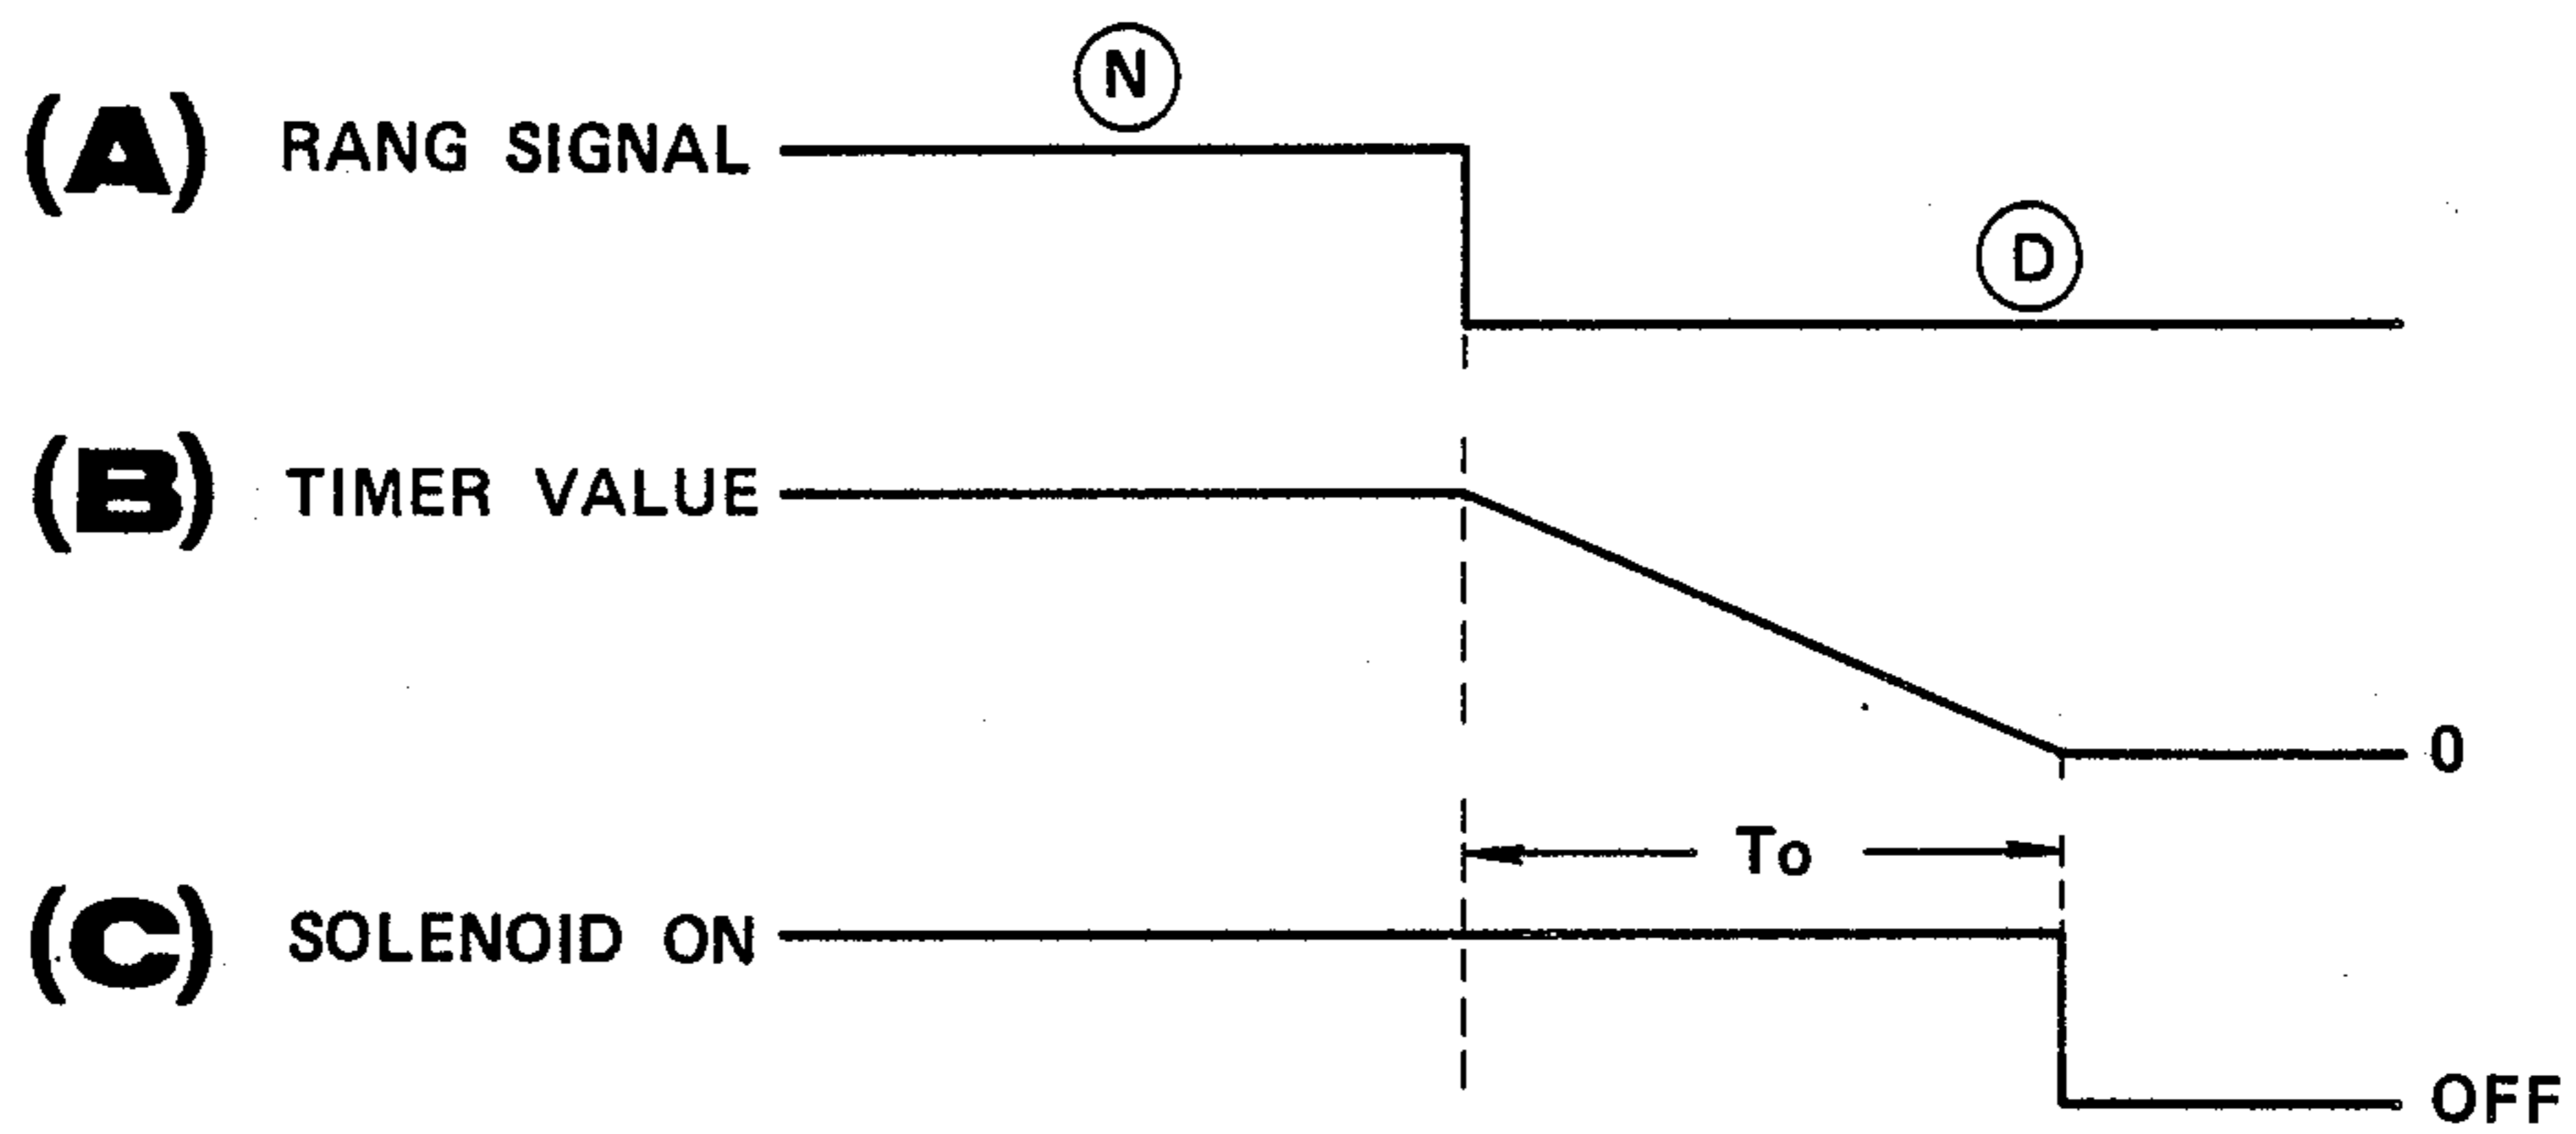 N
(A) RANG SIGNAL
D
(B) TIMER VALUE
0
To
(C) SOLENOID ON
OFF